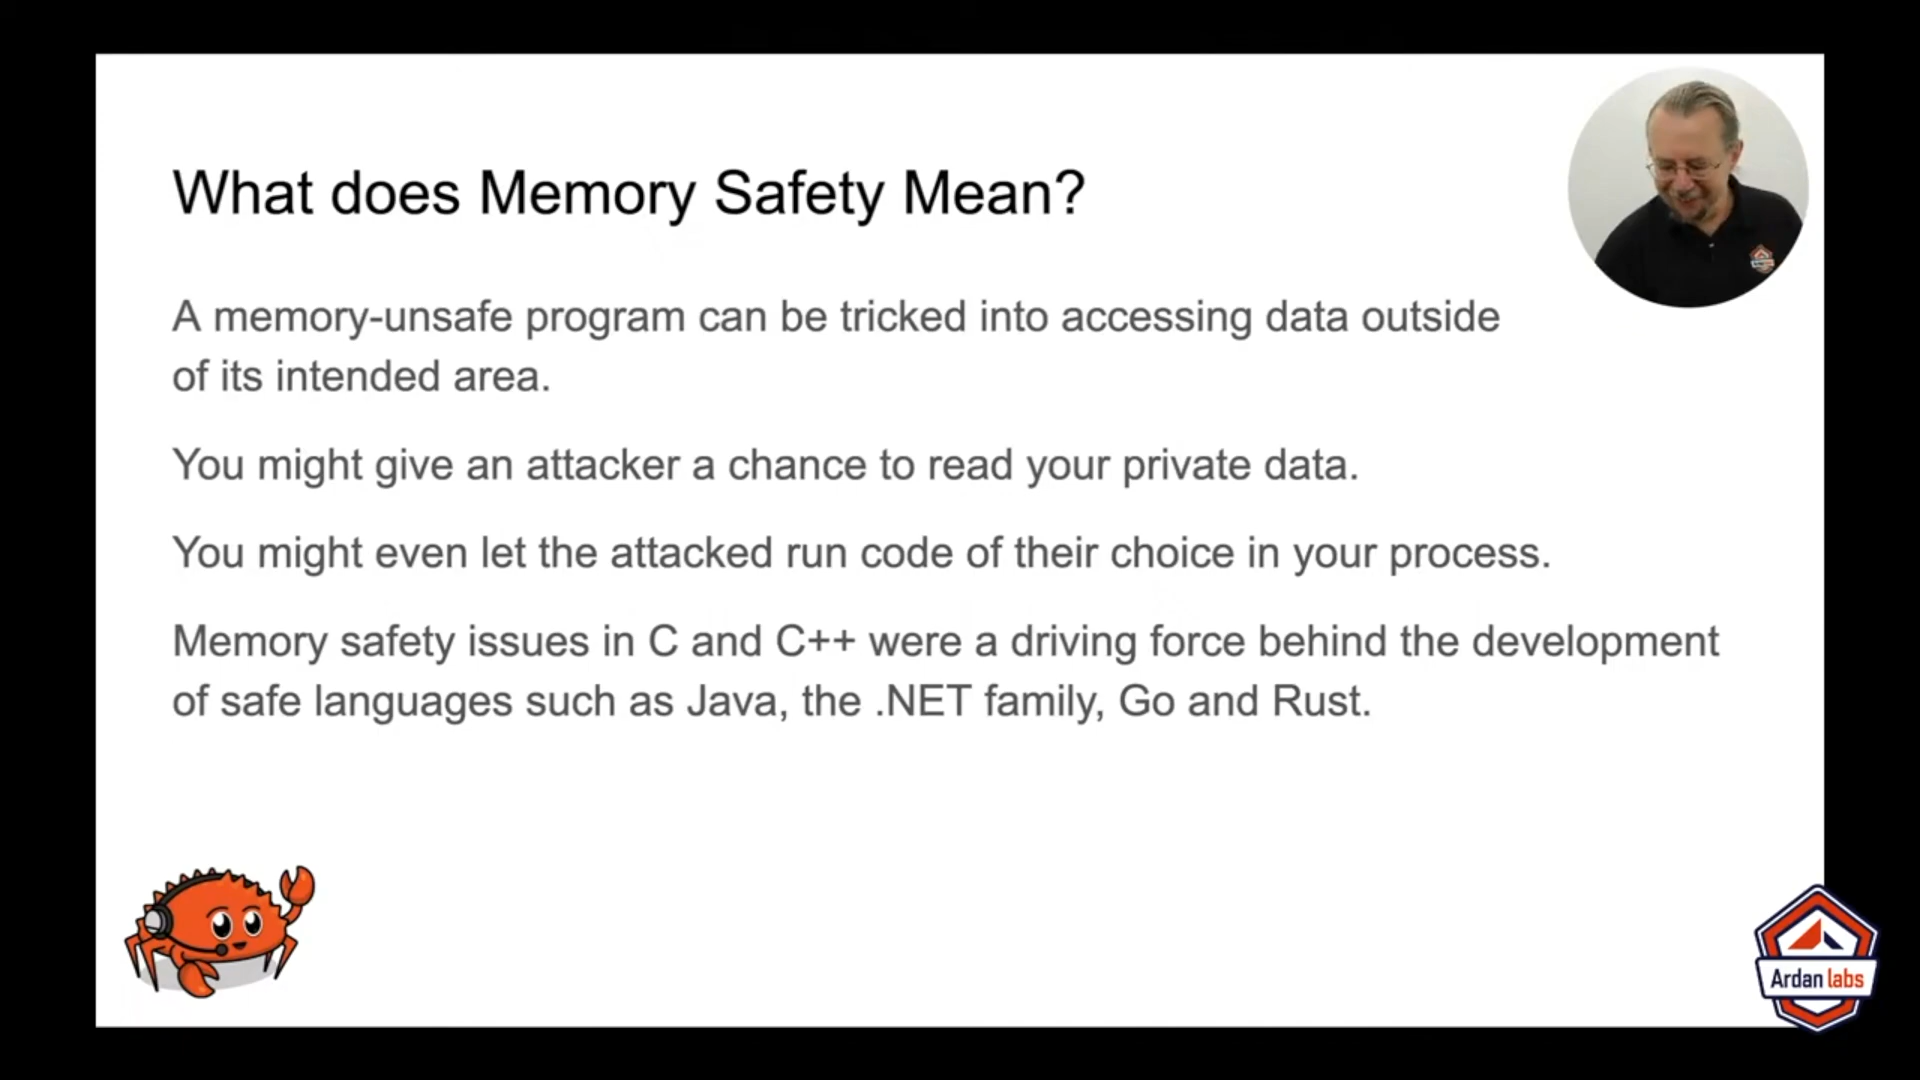 What does Memory Safety Mean?
A memory-unsafe program can be tricked into accessing data outside
of its intended area.
You might give an attacker a chance to read your private data.
You might even let the attacked run code of their choice in your process.
Memory safety issues in C and C++ were a driving force behind the development
of safe languages such as Java, the .NET family, Go and Rust.
Ardan labs